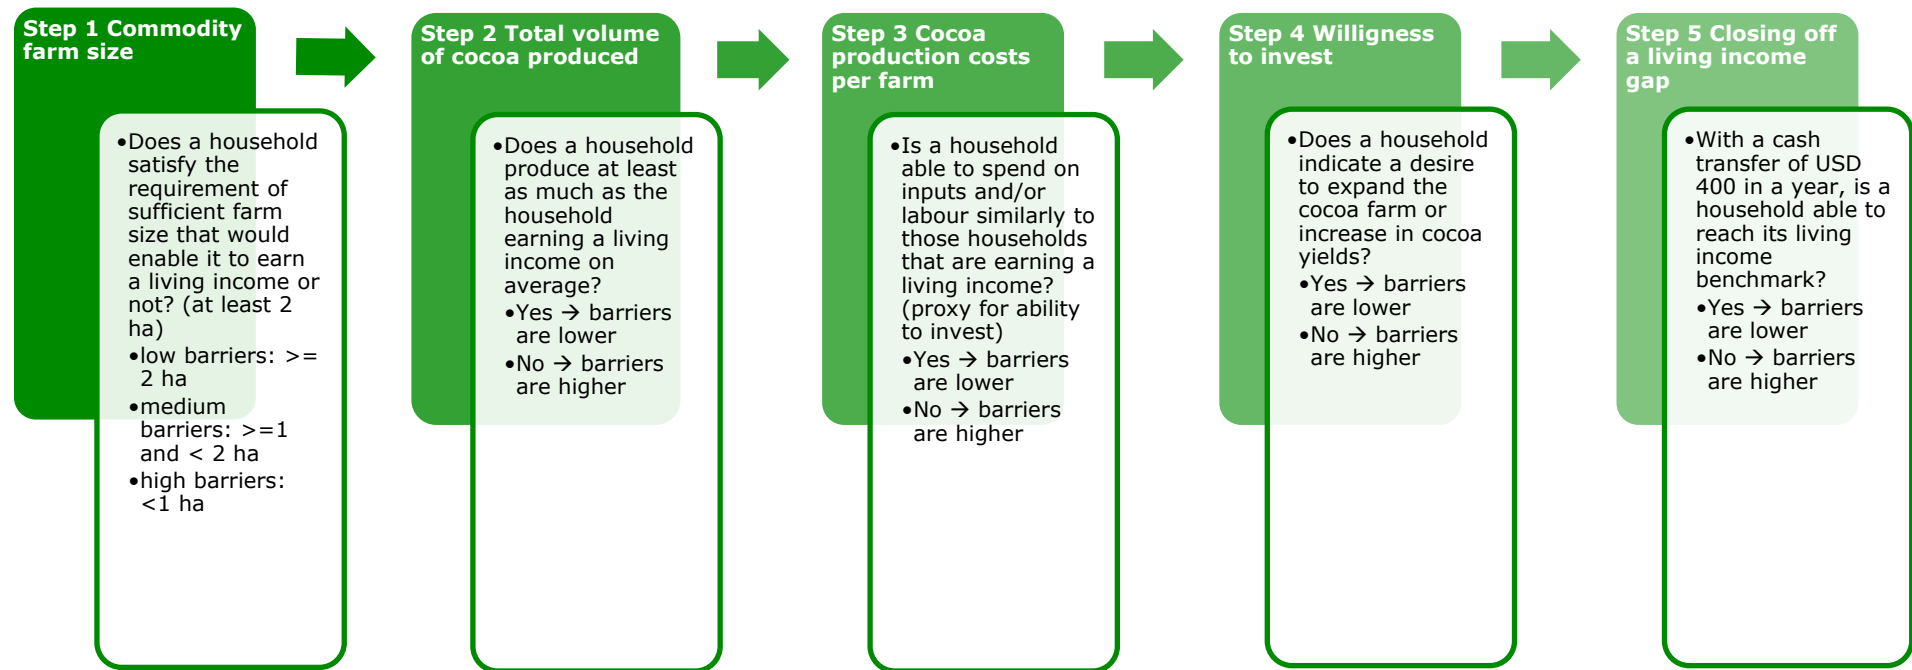 Step 1 Commodity
farm size
•Does a household
satisfy the
requirement of
sufficient farm
size that would
enable it to earn
a living income or
not? (at least 2
ha)
•low barriers: >=
2 ha
•medium
barriers: >=1
and < 2 ha
•high barriers:
<1 ha
Step 2 Total volume
of cocoa produced
•Does a household
produce at least
as much as the
household
earning a living
income on
average?
•Yes → barriers
are lower
•No → barriers
are higher
Step 3 Cocoa
production costs
per farm
•Is a household
able to spend on
inputs and/or
labour similarly to
those households
that are earning a
living income?
(proxy for ability
to invest)
•Yes → barriers
are lower
•No → barriers
are higher
Step 4 Willigness
to invest
•Does a household
indicate a desire
to expand the
cocoa farm or
increase in cocoa
yields?
•Yes → barriers
are lower
•No → barriers
are higher
Step 5 Closing off
a living income
gap
•With a cash
transfer of USD
400 in a year, is a
household able to
reach its living
income
benchmark?
•Yes → barriers
are lower
•No → barriers
are higher